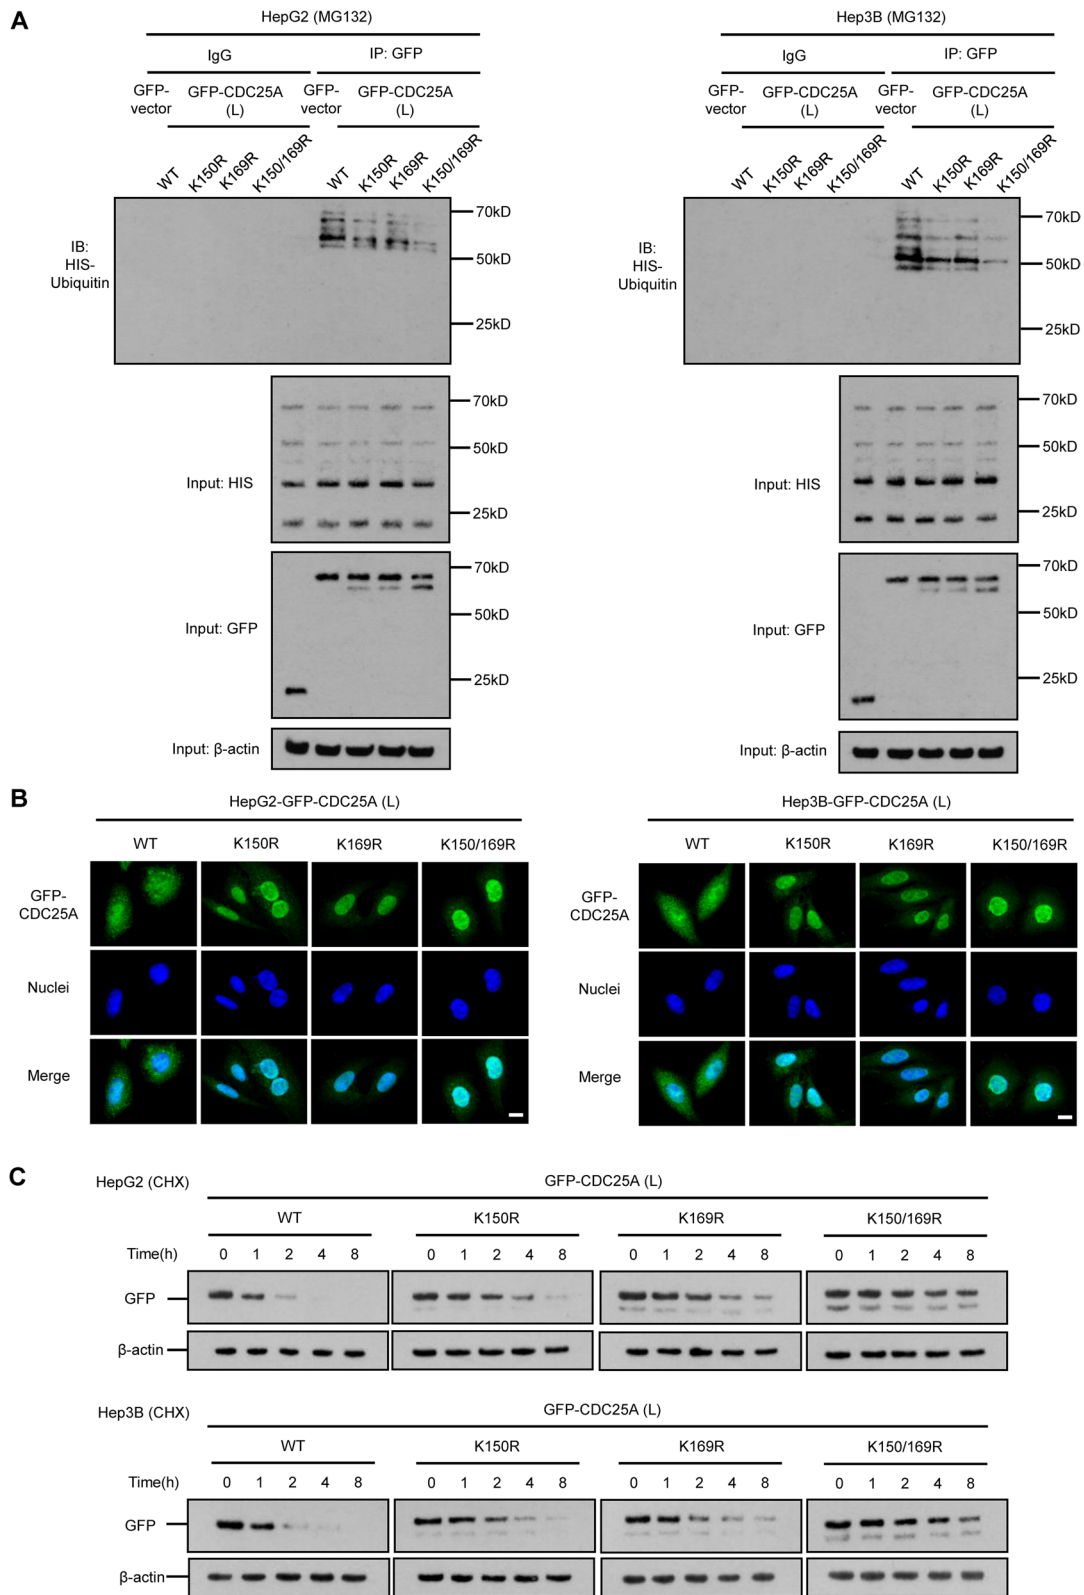 A
HepG2 (MG132)
IgG
IP: GFP
GFP-
vector
GFP-CDC25A
(L)
GFP-
vector
GFP-CDC25A
(L)
WT
K150R
K169R
K150/169R
WT
K150R
K169R
K150/169R
IB:
HIS-
Ubiquitin
70kD
50kD
25kD
Input: HIS
70kD
50kD
25kD
Input: GFP
70kD
50kD
25kD
Input: β-actin
Hep3B (MG132)
IgG
IP: GFP
GFP-
vector
GFP-CDC25A
(L)
GFP-
vector
GFP-CDC25A
(L)
WT
K150R
K169R
K150/169R
WT
K150R
K169R
K150/169R
IB:
HIS-
Ubiquitin
70kD
50kD
25kD
Input: HIS
70kD
50kD
25kD
Input: GFP
70kD
50kD
25kD
Input: β-actin
B
HepG2-GFP-CDC25A (L)
WT K150R K169R K150/169R
GFP-
CDC25A
Nuclei
Merge
Hep3B-GFP-CDC25A (L)
WT K150R K169R K150/169R
GFP-
CDC25A
Nuclei
Merge
C
HepG2 (CHX)
GFP-CDC25A (L)
WT K150R K169R K150/169R
Time(h) 0 1 2 4 8 0 1 2 4 8 0 1 2 4 8 0 1 2 4 8
GFP
β-actin
Hep3B (CHX)
GFP-CDC25A (L)
WT K150R K169R K150/169R
Time(h) 0 1 2 4 8 0 1 2 4 8 0 1 2 4 8 0 1 2 4 8
GFP
β-actin